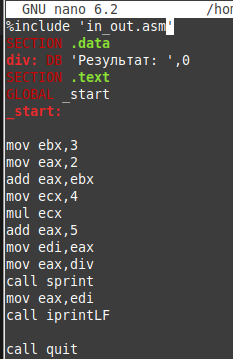 GNU nano 6.2 /hom
%include 'in_out.asm'
SECTION .data
div: DB 'Результат: ',0
SECTION .text
GLOBAL _start
_start:
mov ebx,3
mov eax,2
add eax,ebx
mov ecx,4
mul ecx
add eax,5
mov edi,eax
mov eax,div
call sprint
mov eax,edi
call iprintLF
call quit